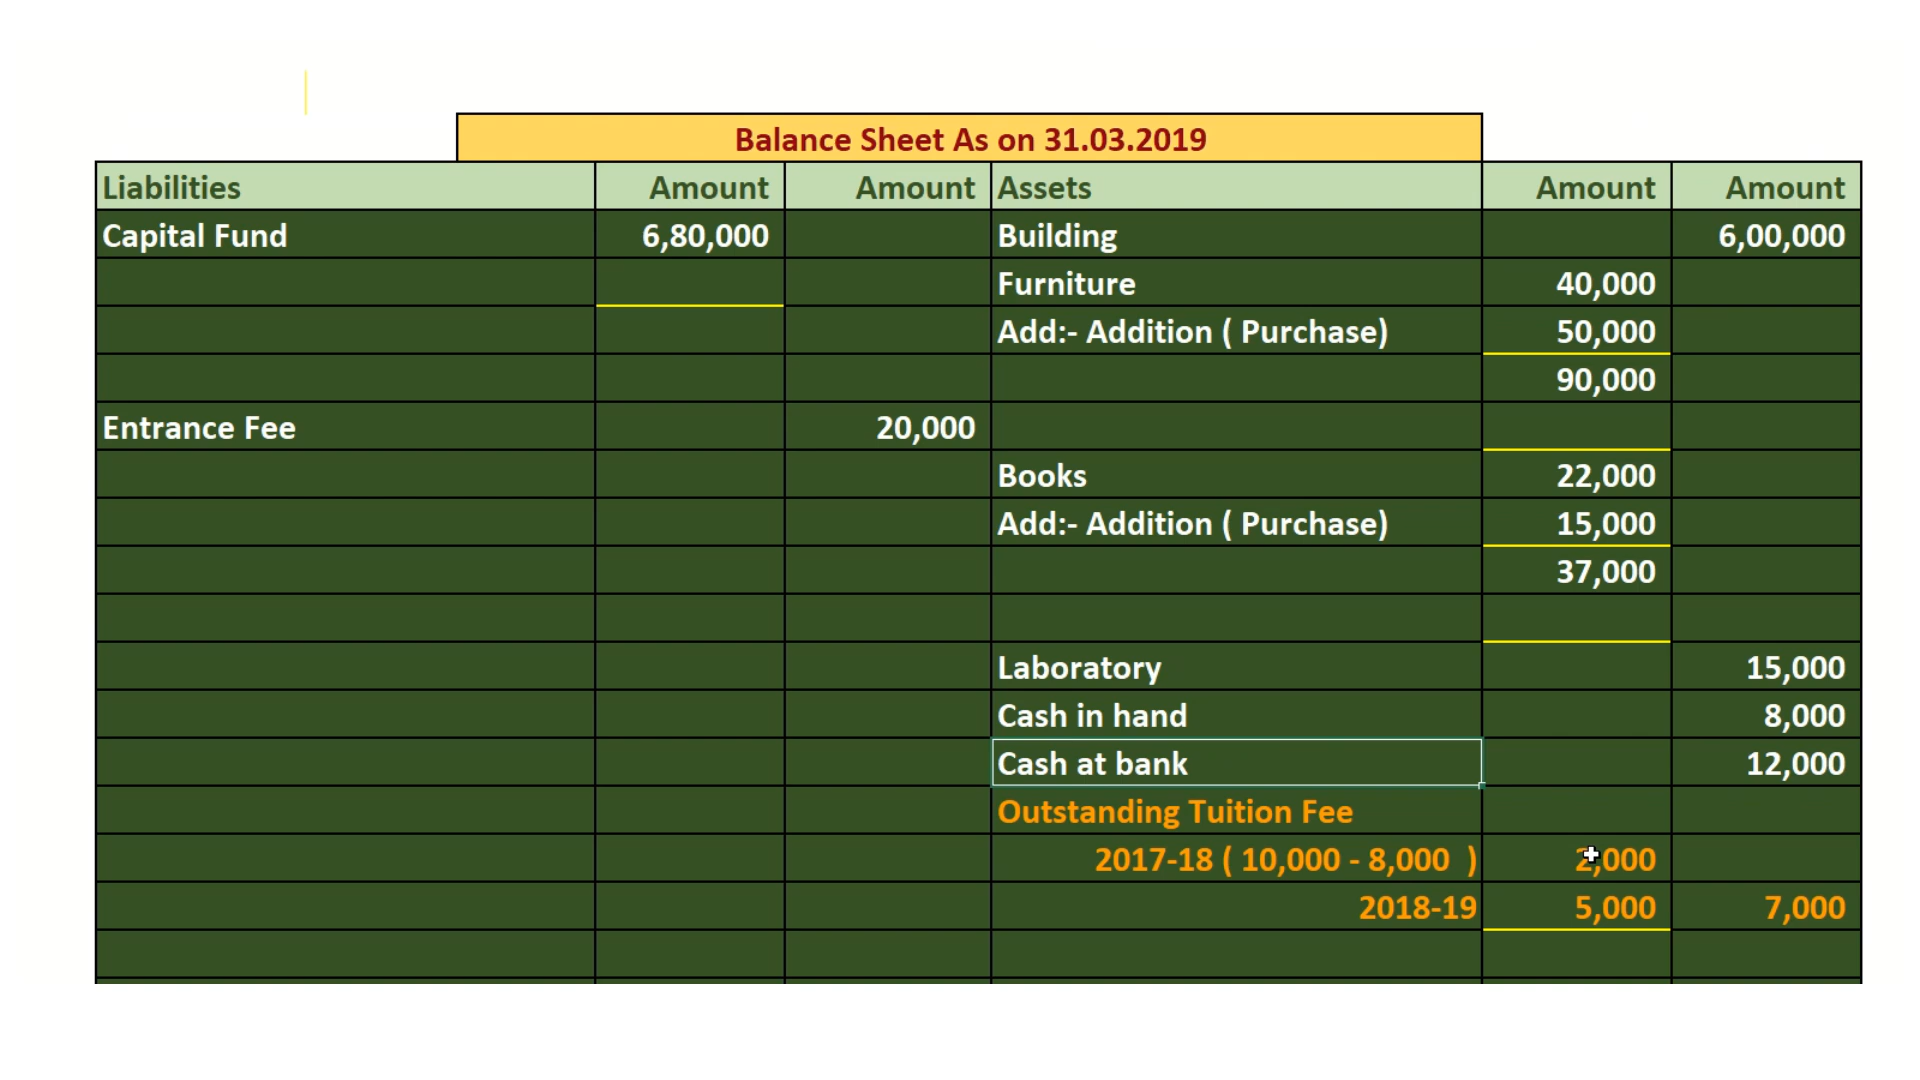 Balance Sheet As on 31.03.2019
Liabilities Amount Amount Assets Amount Amount
Capital Fund 6,80,000 Building 6,00,000
Furniture 40,000
Add:- Addition ( Purchase) 50,000
90,000
Entrance Fee 20,000
Books 22,000
Add:- Addition ( Purchase) 15,000
37,000
Laboratory 15,000
Cash in hand 8,000
Cash at bank 12,000
Outstanding Tuition Fee
2017-18 ( 10,000 - 8,000 ) 2,000
2018-19 5,000 7,000